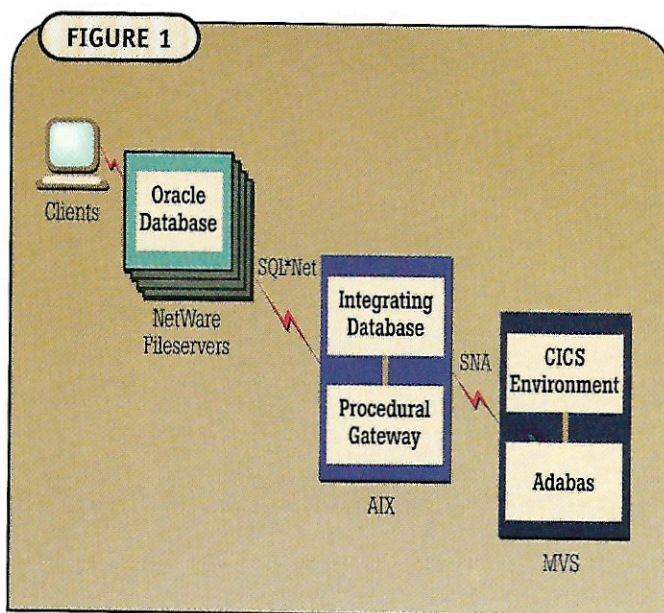 FIGURE 1
Clients
Oracle
Database
NetWare
Fileservers
SQL*Net
Integrating
Database
Procedural
Gateway
AIX
SNA
CICS
Environment
Adabas
MVS